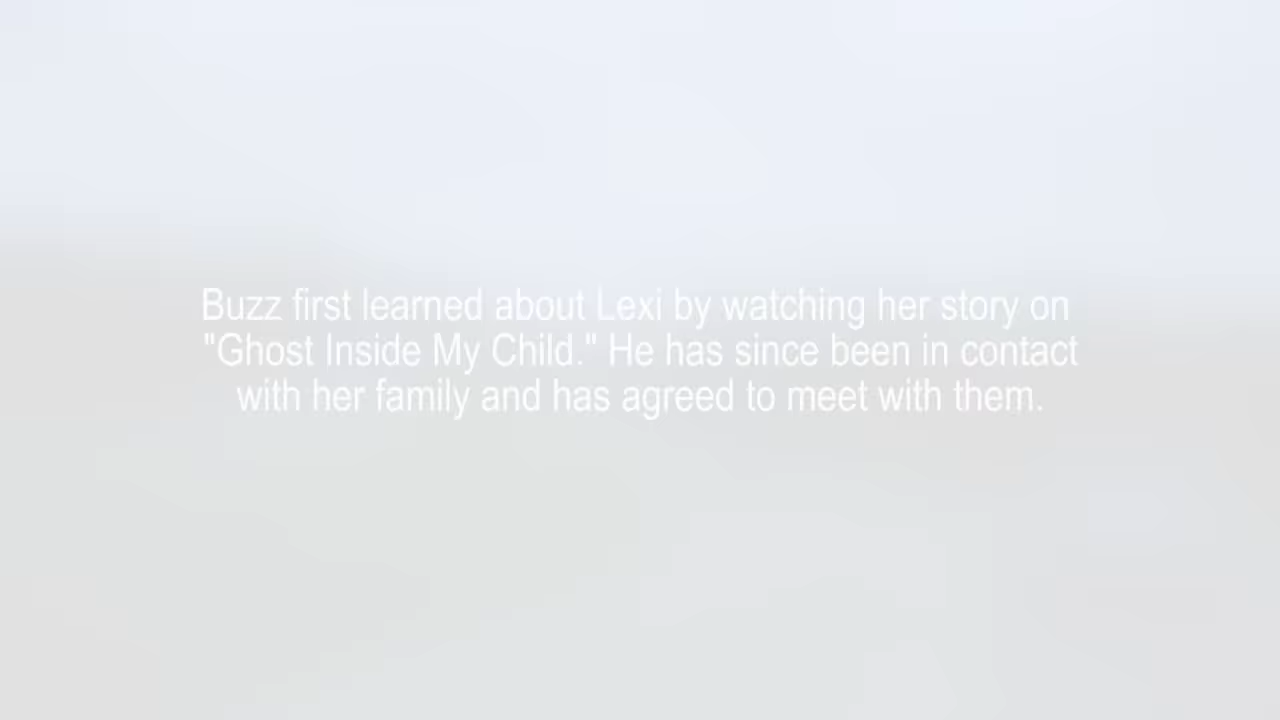 Buzz first learned about Lexi by watching her story on
"Ghost Inside My Child." He has since been in contact
with her family and has agreed to meet with them.